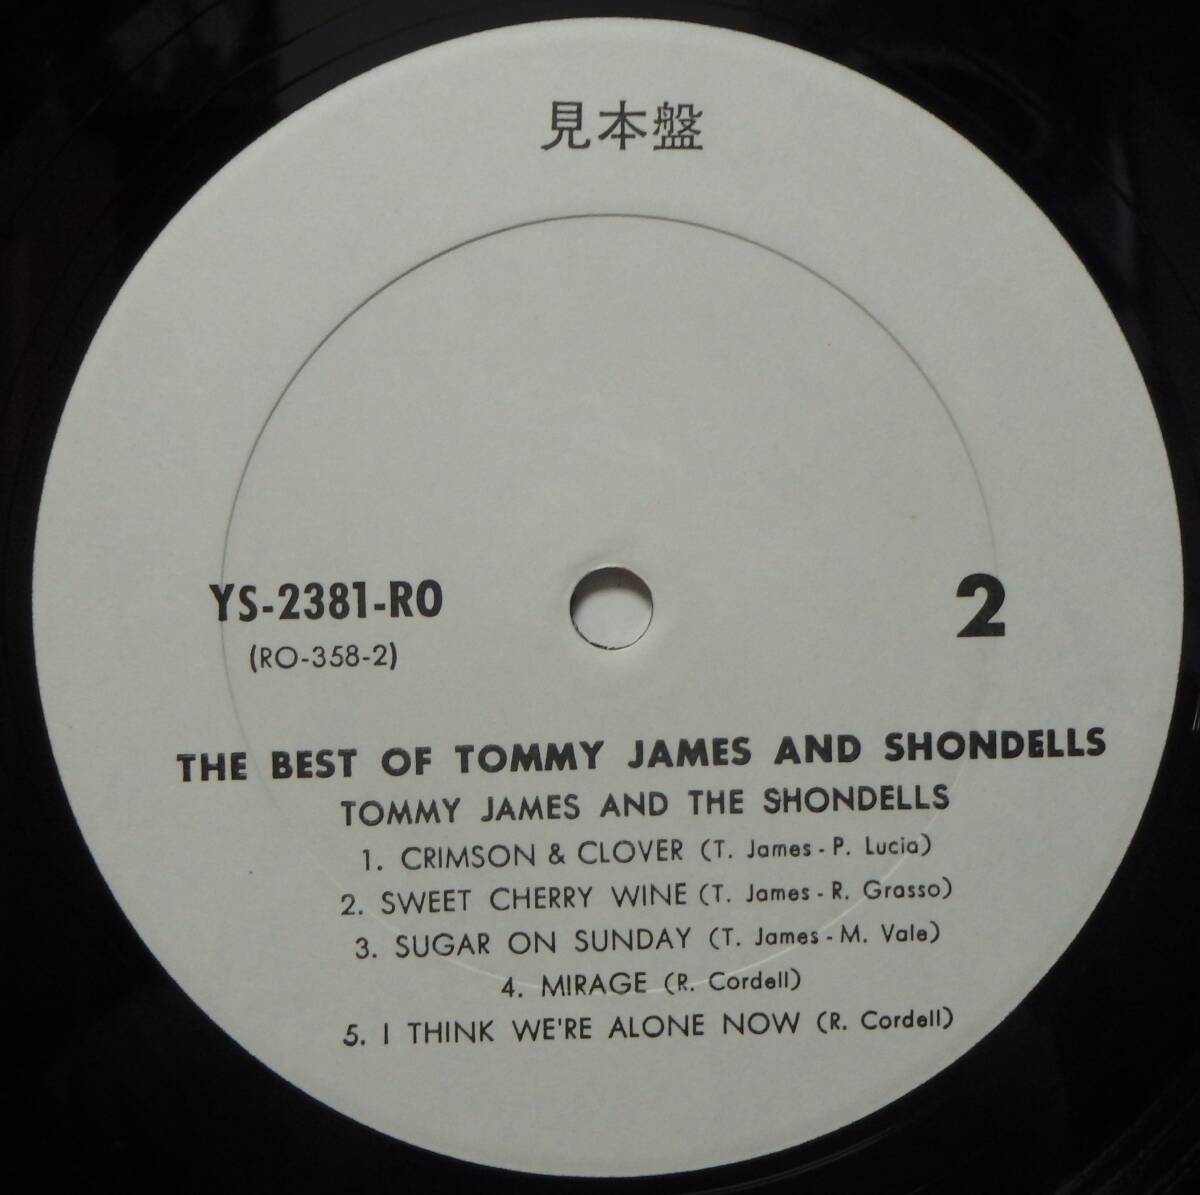 見本盤
YS-2381-RO 2
(RO-358-2)
THE BEST OF TOMMY JAMES AND SHONDELLS
TOMMY JAMES AND THE SHONDELLS
1. CRIMSON & CLOVER (T. James - P. Lucia)
2. SWEET CHERRY WINE (T. James - R. Grasso)
3. SUGAR ON SUNDAY (T. James - M. Vale)
4. MIRAGE (R. Cordell)
5. I THINK WE'RE ALONE NOW (R. Cordell)